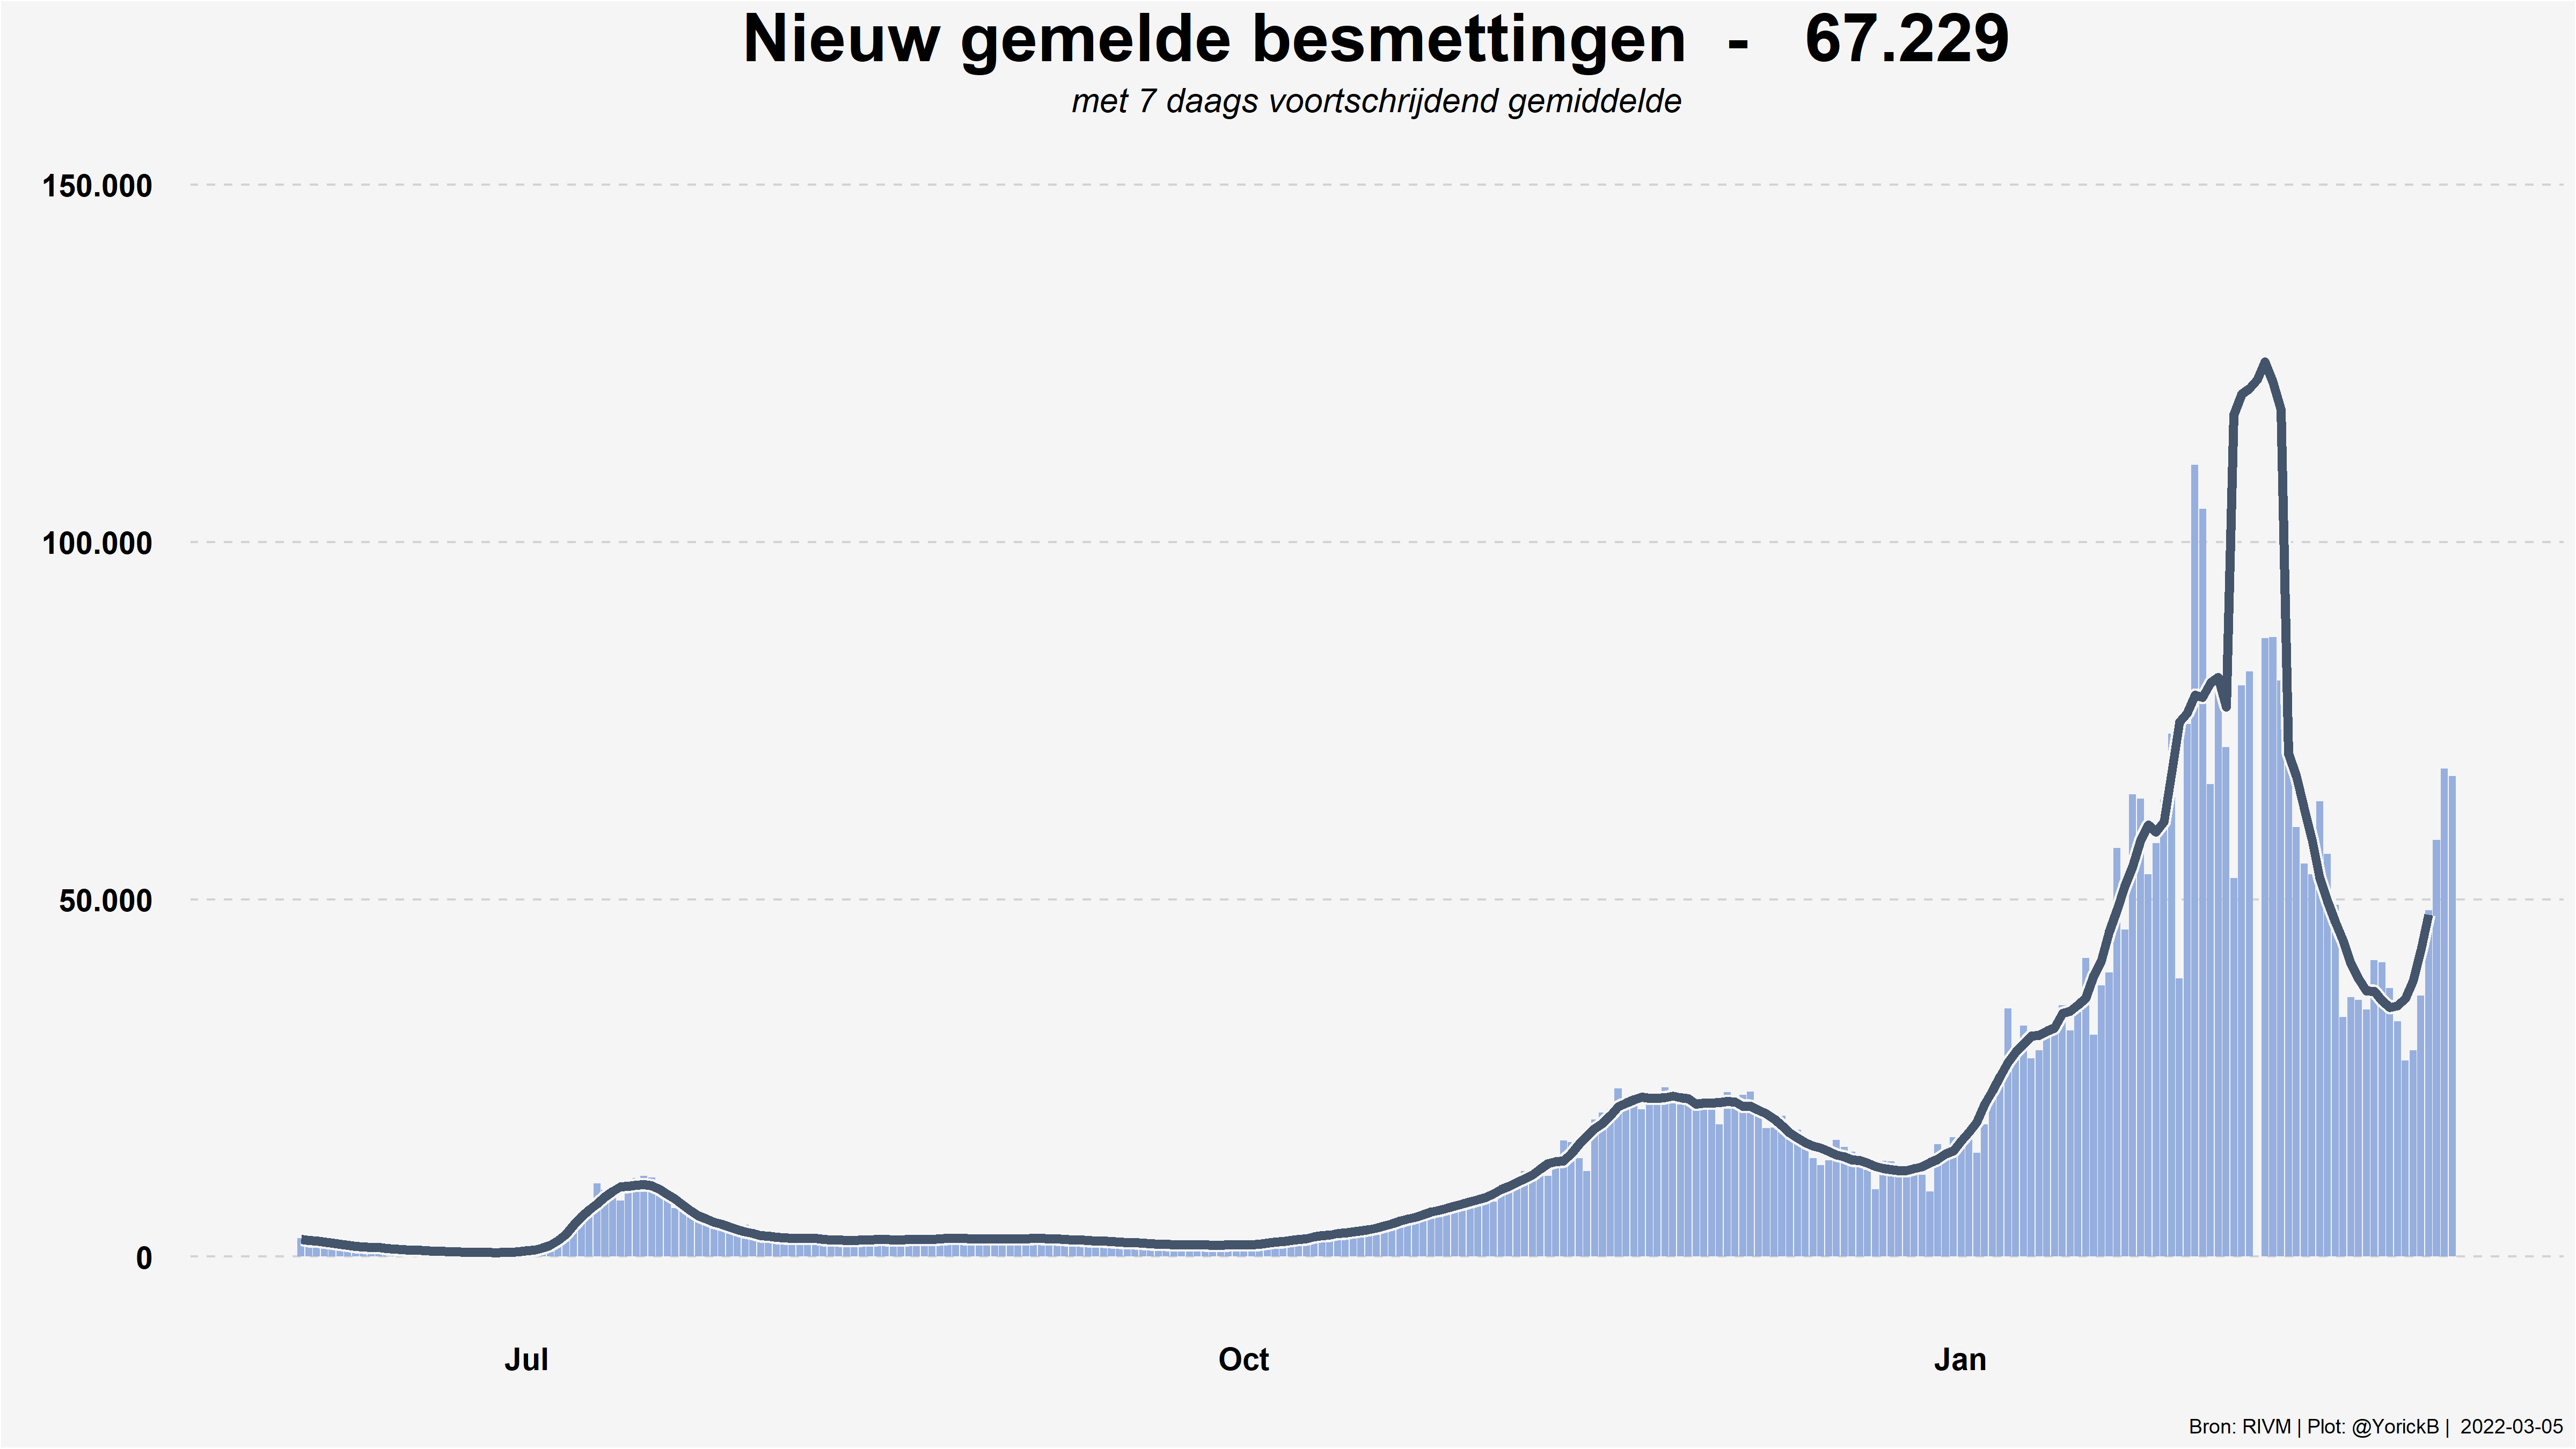 Nieuw gemelde besmettingen - 67.229
met 7 daags voortschrijdend gemiddelde
150.000
100.000
50.000
0
Jul Oct Jan
Bron: RIVM | Plot: @YorickB | 2022-03-05